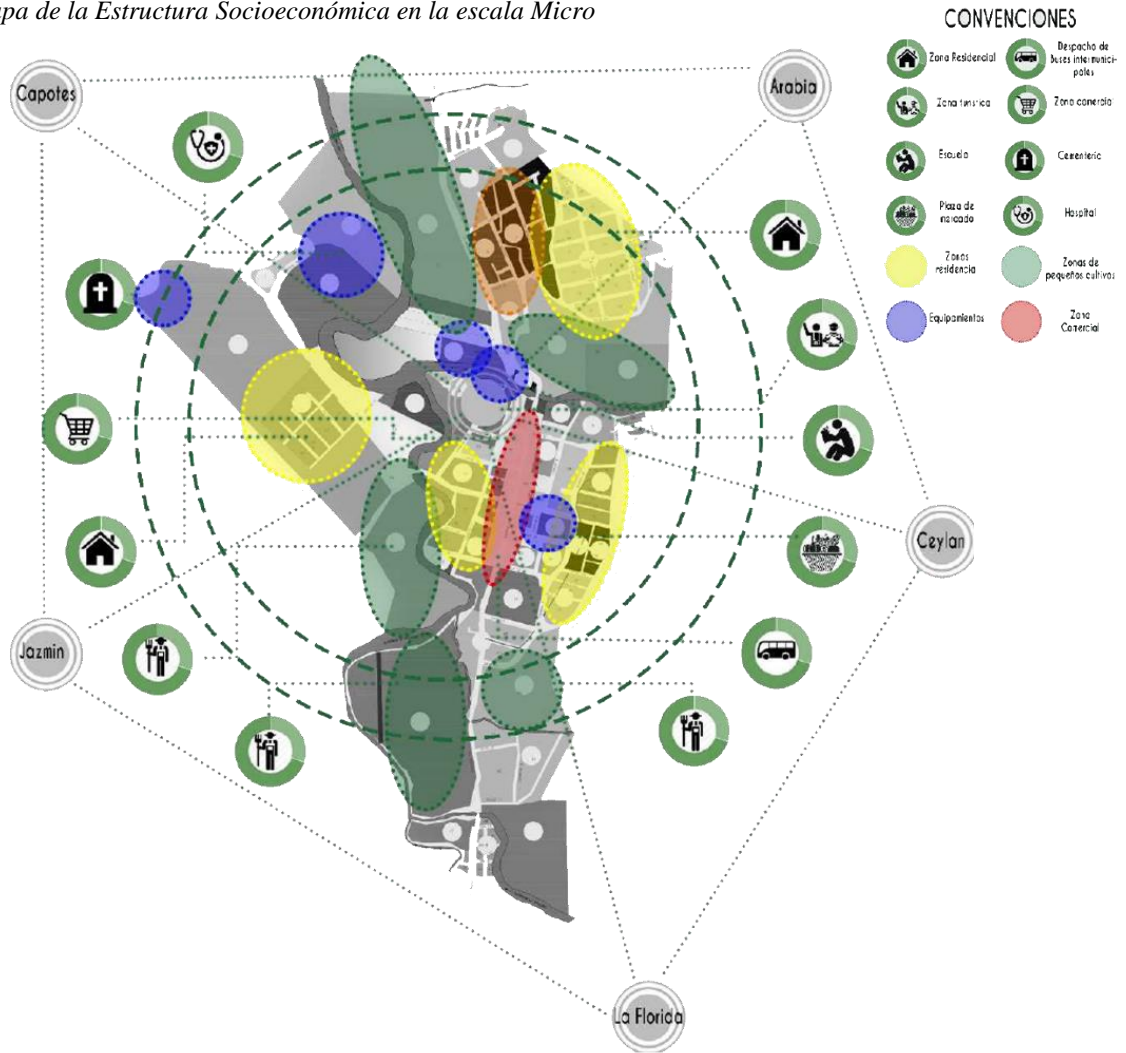 apa de la Estructura Socioeconómica en la escala Micro
CONVENCIONES
Zona Residencial
Despacho de
buses intermunici-
pales
Zona turistica
Zona comercial
Escuela
Cementerio
Plaza de
mercado
Hospital
Zonas
residencia
Zonas de
pequeños cultivos
Equipamientos
Zona
Comercial
Capotes
Arabia
Ceylan
Jazmin
La Florida